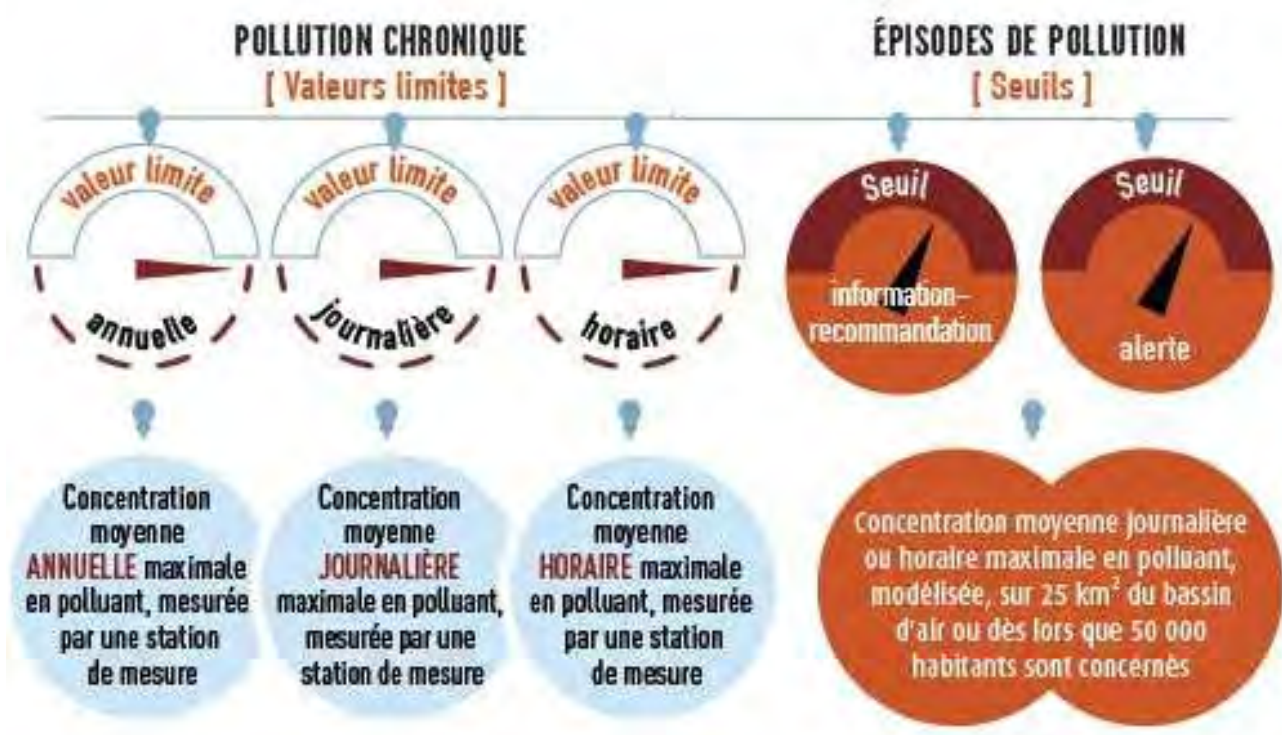 POLLUTION CHRONIQUE
[ Valeurs limites ]
ÉPISODES DE POLLUTION
[ Seuils ]
valeur limite
annuelle
valeur limite
journalière
valeur limite
horaire
Seuil
information-
recommandation
Seuil
alerte
Concentration
moyenne
ANNUELLE maximale
en polluant, mesurée
par une station
de mesure
Concentration
moyenne
JOURNALIÈRE
maximale en polluant,
mesurée par une
station de mesure
Concentration
moyenne
HORAIRE maximale
en polluant, mesurée
par une station
de mesure
Concentration moyenne journalière
ou horaire maximale en polluant,
modélisée, sur 25 km² du bassin
d'air ou dès lors que 50 000
habitants sont concernès